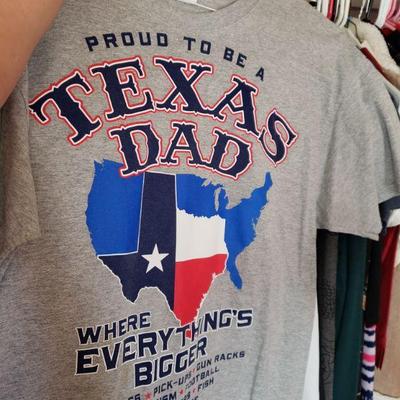 PROUD TO BE A
TEXAS
DAD
WHERE
EVERYTHING'S
BIGGER
PICK-UPS ★ GUN RACKS
★ FOOTBALL
★ FISH